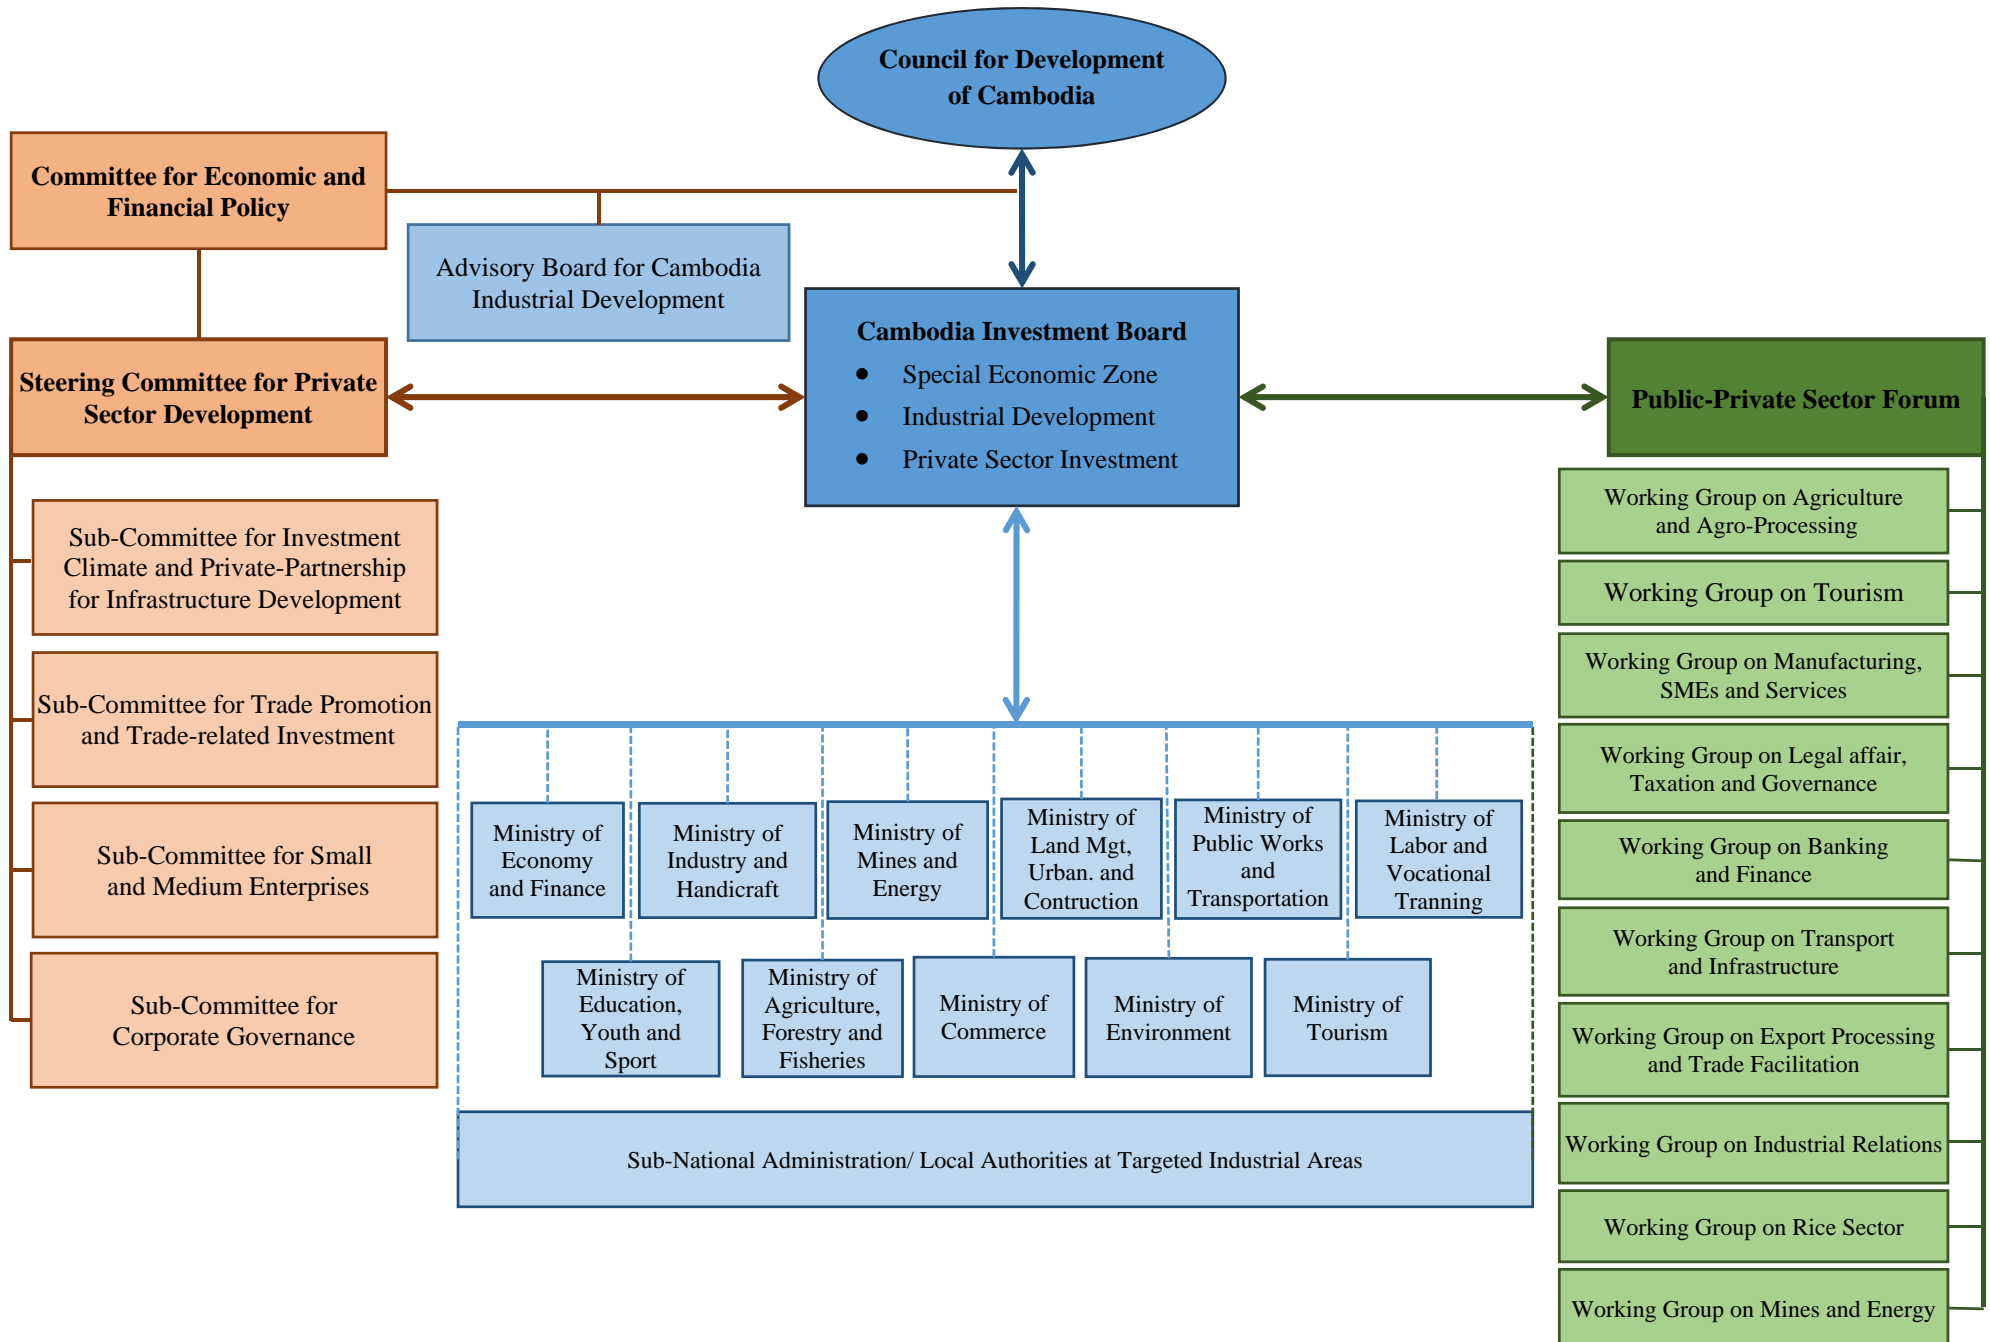 Council for Development
of Cambodia
Committee for Economic and
Financial Policy
Advisory Board for Cambodia
Industrial Development
Cambodia Investment Board
• Special Economic Zone
• Industrial Development
• Private Sector Investment
Steering Committee for Private
Sector Development
Public-Private Sector Forum
Sub-Committee for Investment
Climate and Private-Partnership
for Infrastructure Development
Sub-Committee for Trade Promotion
and Trade-related Investment
Sub-Committee for Small
and Medium Enterprises
Sub-Committee for
Corporate Governance
Ministry of
Economy
and Finance
Ministry of
Industry and
Handicraft
Ministry of
Mines and
Energy
Ministry of
Land Mgt,
Urban. and
Contruction
Ministry of
Public Works
and
Transportation
Ministry of
Labor and
Vocational
Tranning
Ministry of
Education,
Youth and
Sport
Ministry of
Agriculture,
Forestry and
Fisheries
Ministry of
Commerce
Ministry of
Environment
Ministry of
Tourism
Sub-National Administration/ Local Authorities at Targeted Industrial Areas
Working Group on Agriculture
and Agro-Processing
Working Group on Tourism
Working Group on Manufacturing,
SMEs and Services
Working Group on Legal affair,
Taxation and Governance
Working Group on Banking
and Finance
Working Group on Transport
and Infrastructure
Working Group on Export Processing
and Trade Facilitation
Working Group on Industrial Relations
Working Group on Rice Sector
Working Group on Mines and Energy